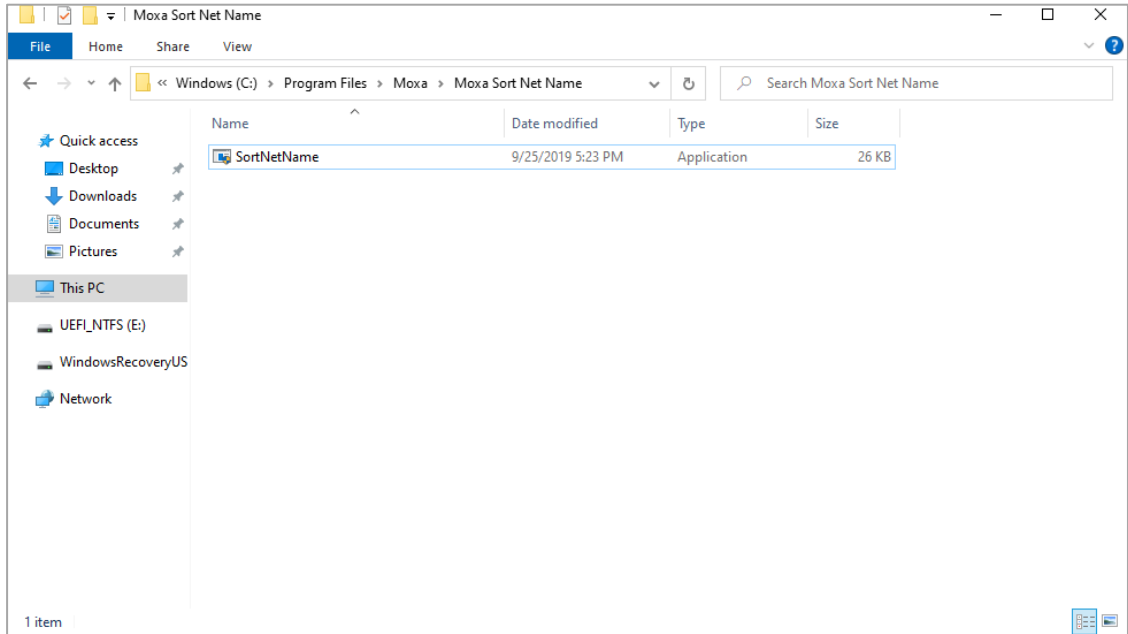 Moxa Sort Net Name
File Home Share View
« Windows (C:) › Program Files › Moxa › Moxa Sort Net Name Search Moxa Sort Net Name
Name Date modified Type Size
Quick access
SortNetName 9/25/2019 5:23 PM Application 26 KB
Desktop
Downloads
Documents
Pictures
This PC
UEFI_NTFS (E:)
WindowsRecoveryUS
Network
1 item